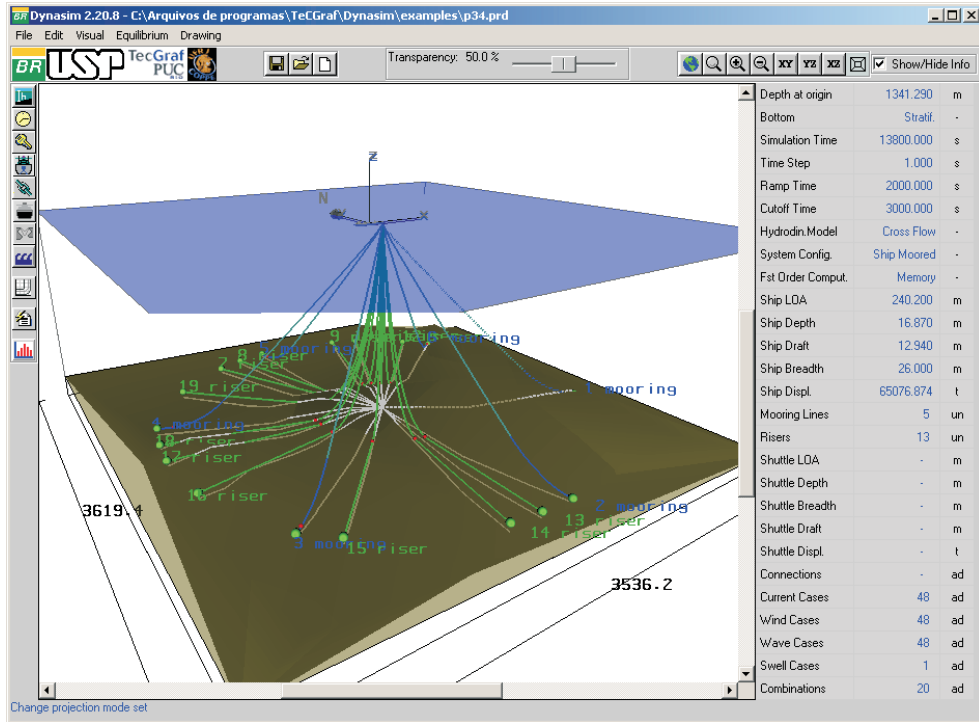 Dynasim 2.20.8 - C:\Arquivos de programas\TeCGraf\Dynasim\examples\p34.prd
File Edit Visual Equilibrium Drawing
BR USP TecGraf
PUC
Transparency: 50.0 %
XY YZ XZ Show/Hide Info
Depth at origin 1341.290 m
Bottom Stratif. -
Simulation Time 13800.000 s
Time Step 1.000 s
Ramp Time 2000.000 s
Cutoff Time 3000.000 s
Hydrodin.Model Cross Flow -
System Config. Ship Moored -
Fst Order Comput. Memory -
Ship LOA 240.200 m
Ship Depth 16.870 m
Ship Draft 12.940 m
Ship Breadth 26.000 m
Ship Displ. 65076.874 t
Mooring Lines 5 un
Risers 13 un
Shuttle LOA - m
Shuttle Depth - m
Shuttle Breadth - m
Shuttle Draft - m
Shuttle Displ. - t
Connections - ad
Current Cases 48 ad
Wind Cases 48 ad
Wave Cases 48 ad
Swell Cases 1 ad
Combinations 20 ad
Z
N
X
mooring
mooring
8 riser
7 riser
19 riser
1 mooring
4 mooring
18 riser
17 riser
16 riser
2 mooring
13 riser
14 riser
3 mooring
15 riser
3619.4
3536.2
Change projection mode set